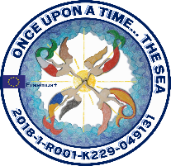 ONCE UPON A TIME... THE SEA
2018-1-RO01-K229-049131